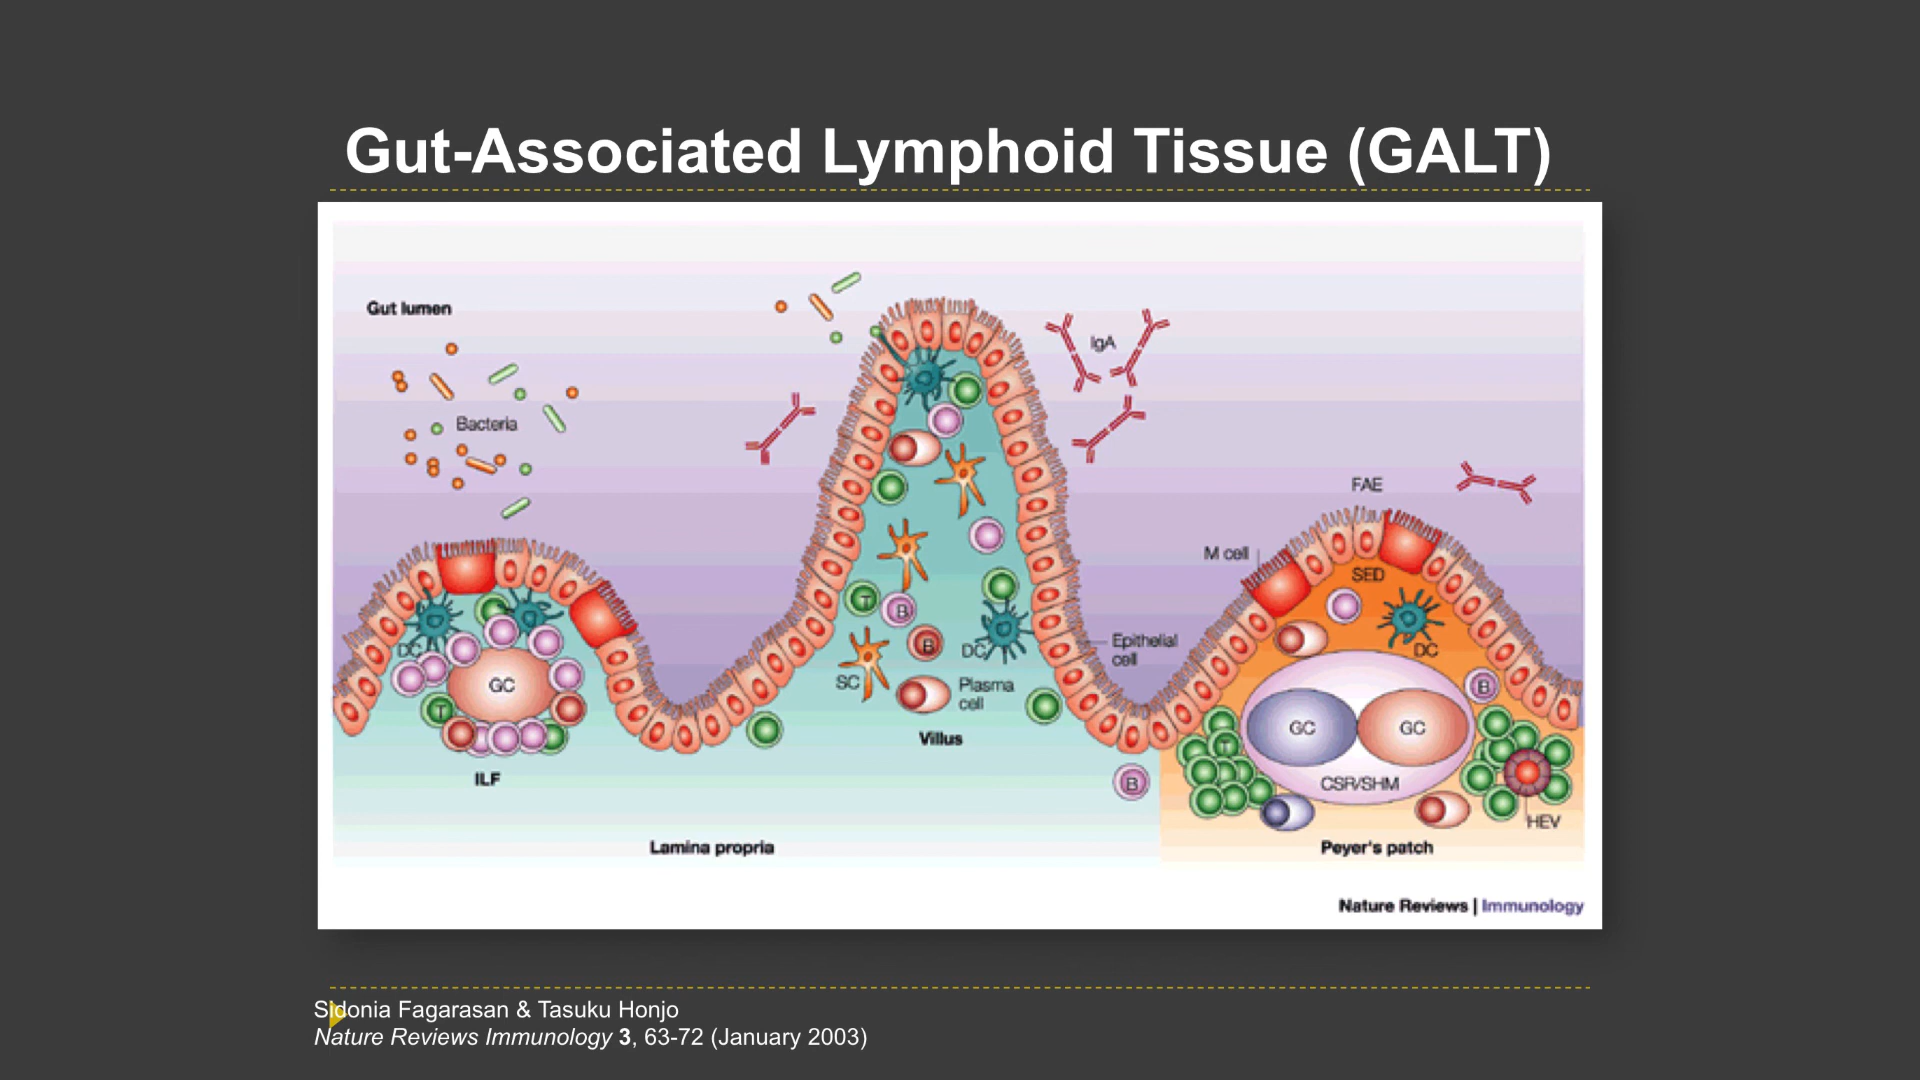 Gut-Associated Lymphoid Tissue (GALT)
Gut lumen
Bacteria
IgA
FAE
M cell
SED
DC
GC
T
ILF
T
B
B
SC
DC
Plasma
cell
Villus
Epithelial
cell
B
Lamina propria
DC
B
T
GC
GC
CSR/SHM
HEV
Peyer's patch
Nature Reviews | Immunology
Sidonia Fagarasan & Tasuku Honjo
Nature Reviews Immunology 3, 63-72 (January 2003)